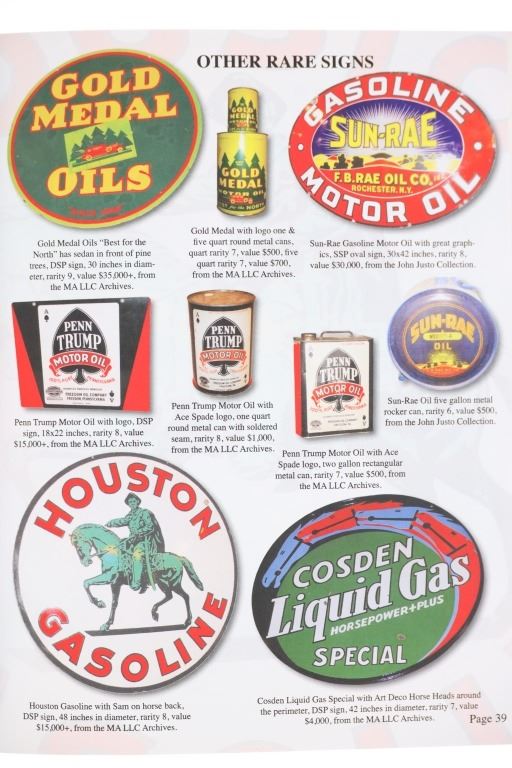 OTHER RARE SIGNS
GOLD
MEDAL
OILS
GOLD
MEDAL
GOLD
MEDAL
MOTOR OIL
GASOLINE
SUN-RAE
F.B. RAE OIL CO. INC.
ROCHESTER, N.Y.
MOTOR OIL
Gold Medal Oils “Best for the
North” has sedan in front of pine
trees, DSP sign, 30 inches in diam-
eter, rarity 9, value $35,000+, from
the MA LLC Archives.
Gold Medal with logo one &
five quart round metal cans,
quart rarity 7, value $500, five
quart rarity 7, value $700,
from the MA LLC Archives.
Sun-Rae Gasoline Motor Oil with great graph-
ics, SSP oval sign, 30x42 inches, rarity 8,
value $30,000, from the John Justo Collection.
A
PENN
TRUMP
MOTOR OIL
FREEDOM OIL COMPANY
A
PENN
TRUMP
MOTOR OIL
PENN
TRUMP
MOTOR OIL
SUN-RAE
OIL
Penn Trump Motor Oil with logo, DSP
sign, 18x22 inches, rarity 8, value
$15,000+, from the MA LLC Archives.
Penn Trump Motor Oil with
Ace Spade logo, one quart
round metal can with soldered
seam, rarity 8, value $1,000,
from the MA LLC Archives.
Penn Trump Motor Oil with Ace
Spade logo, two gallon rectangular
metal can, rarity 7, value $500, from
the MA LLC Archives.
Sun-Rae Oil five gallon metal
rocker can, rarity 6, value $500,
from the John Justo Collection.
HOUSTON
GASOLINE
COSDEN
Liquid Gas
HORSEPOWER+PLUS
SPECIAL
Houston Gasoline with Sam on horse back,
DSP sign, 48 inches in diameter, rarity 8, value
$15,000+, from the MA LLC Archives.
Cosden Liquid Gas Special with Art Deco Horse Heads around
the perimeter, DSP sign, 42 inches in diameter, rarity 7, value
$4,000, from the MA LLC Archives.
Page 39